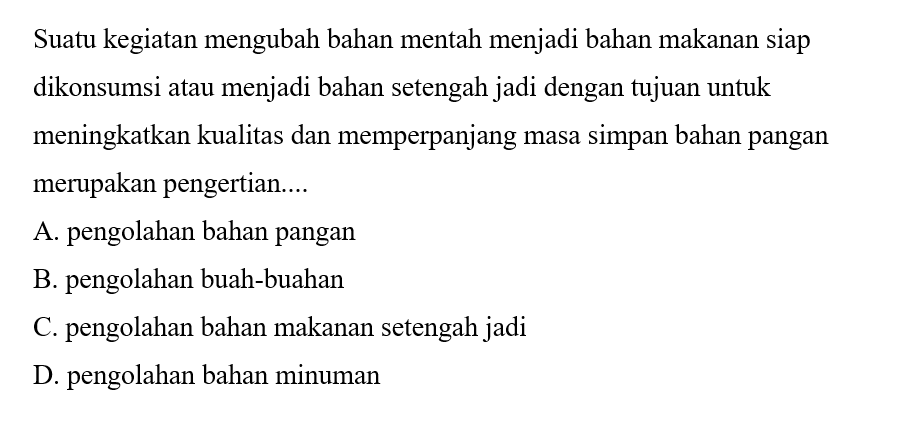 Suatu kegiatan mengubah bahan mentah menjadi bahan makanan siap
dikonsumsi atau menjadi bahan setengah jadi dengan tujuan untuk
meningkatkan kualitas dan memperpanjang masa simpan bahan pangan
merupakan pengertian....
A. pengolahan bahan pangan
B. pengolahan buah-buahan
C. pengolahan bahan makanan setengah jadi
D. pengolahan bahan minuman